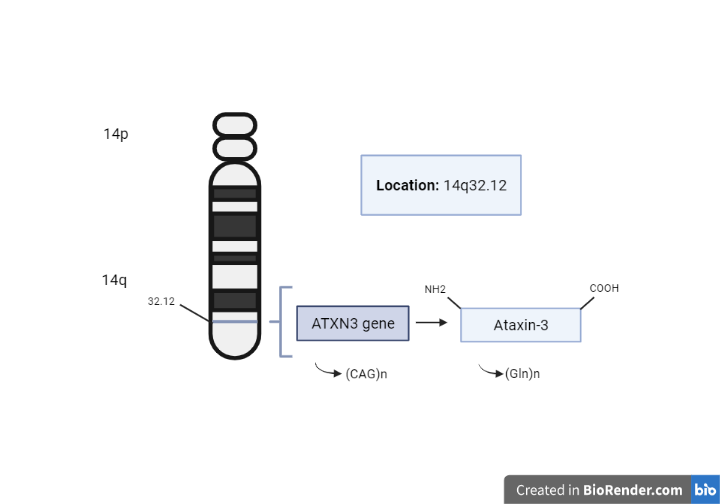 14p
Location: 14q32.12
14q
32.12
NH2
COOH
ATXN3 gene
Ataxin-3
(CAG)n
(Gln)n
Created in BioRender.com bio